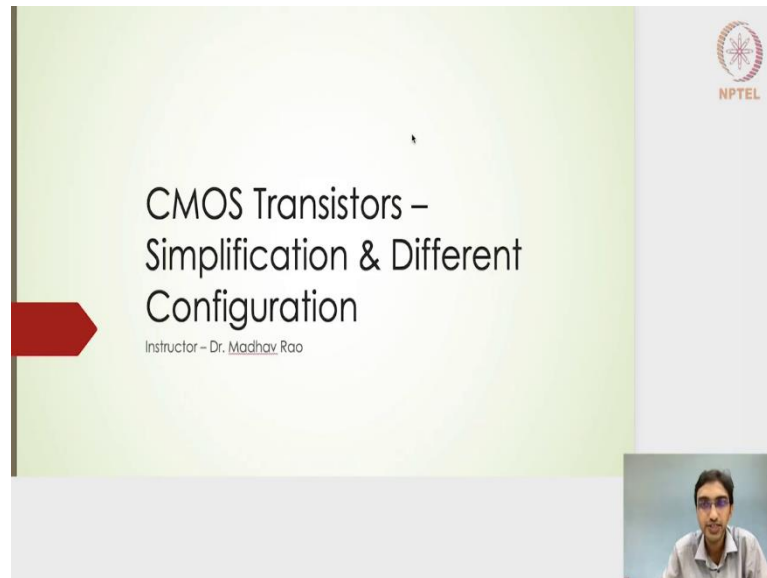 NPTEL
CMOS Transistors –
Simplification & Different
Configuration
Instructor – Dr. Madhav Rao